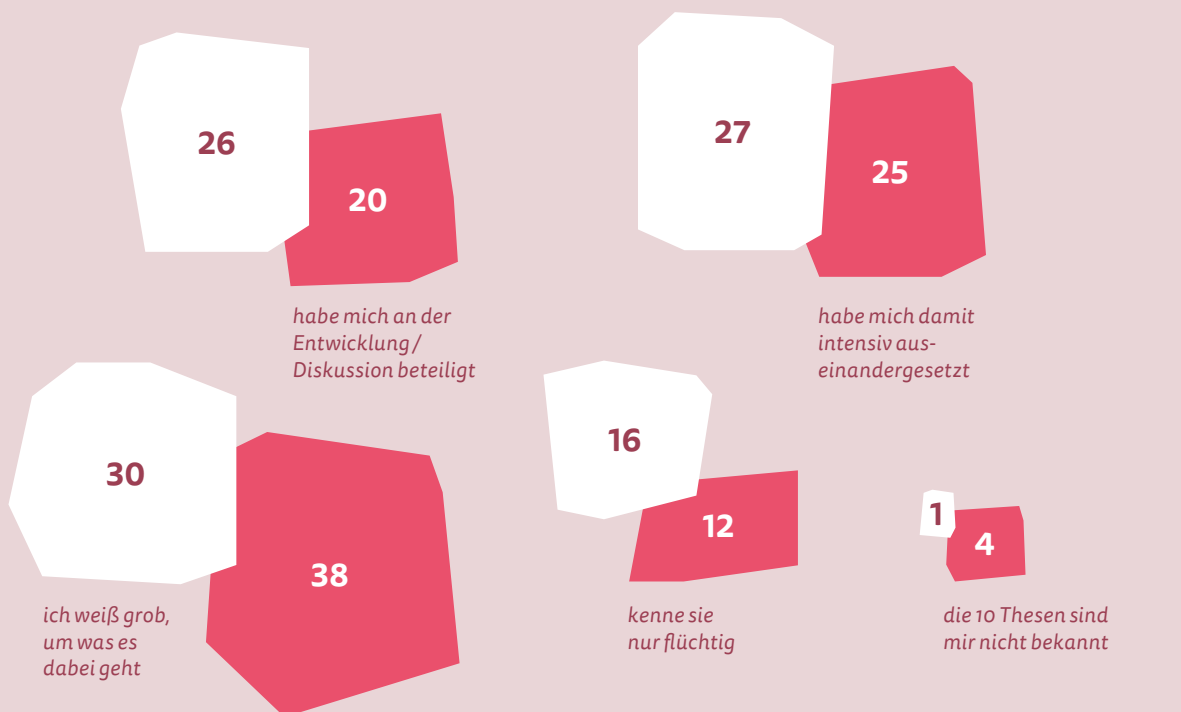 26
20
habe mich an der
Entwicklung /
Diskussion beteiligt
27
25
habe mich damit
intensiv aus-
einandergesetzt
30
38
ich weiß grob,
um was es
dabei geht
16
12
kenne sie
nur flüchtig
1
4
die 10 Thesen sind
mir nicht bekannt